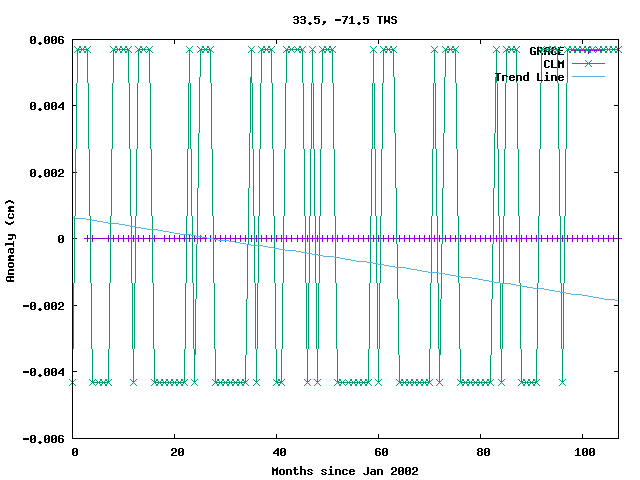 33.5, -71.5 TWS
0.006
0.004
0.002
0
-0.002
-0.004
-0.006
Anomaly (cm)
GRACE
CLM
Trend Line
0 20 40 60 80 100
Months since Jan 2002